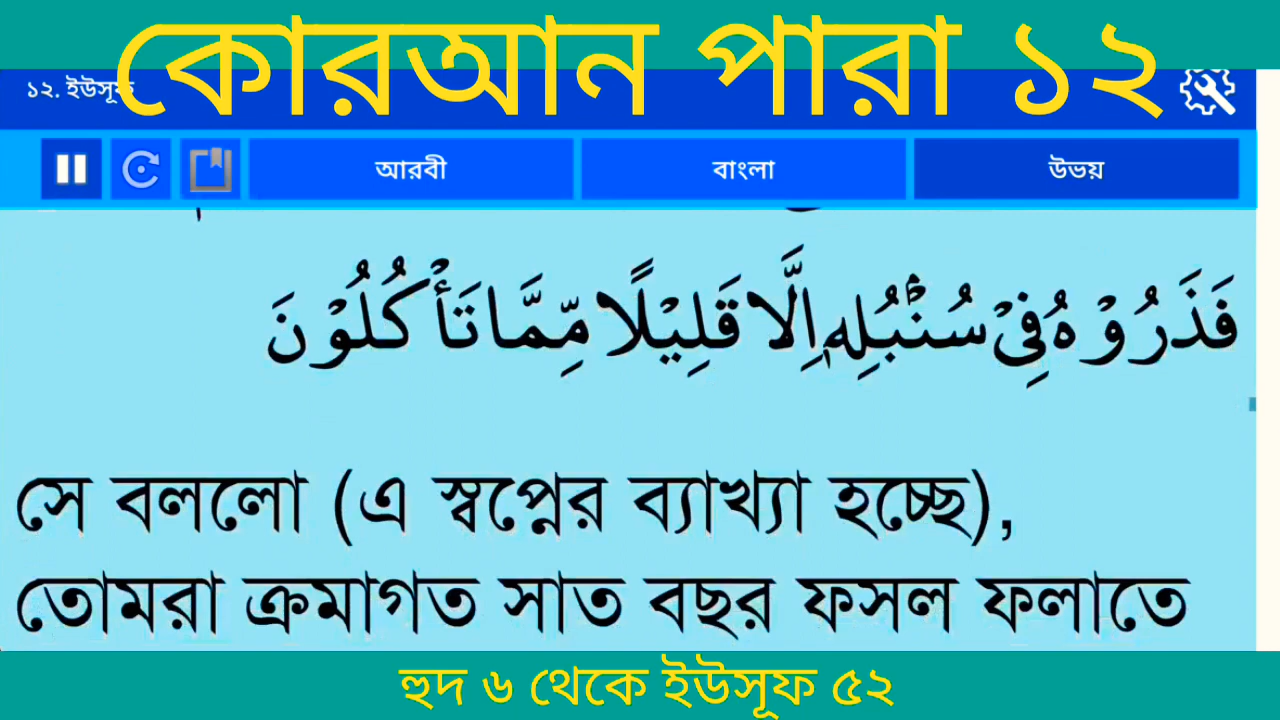 কোরআন পারা ১২
১২. ইউসূফ
আরবী
বাংলা
উভয়
فَذَرُوْهُ فِيْ سُنْۢبُلِهٖۤ اِلَّا قَلِيْلًا مِّمَّا تَأْكُلُوْنَ
সে বললো (এ স্বপ্নের ব্যাখ্যা হচ্ছে),
তোমরা ক্রমাগত সাত বছর ফসল ফলাতে
হুদ ৬ থেকে ইউসূফ ৫২